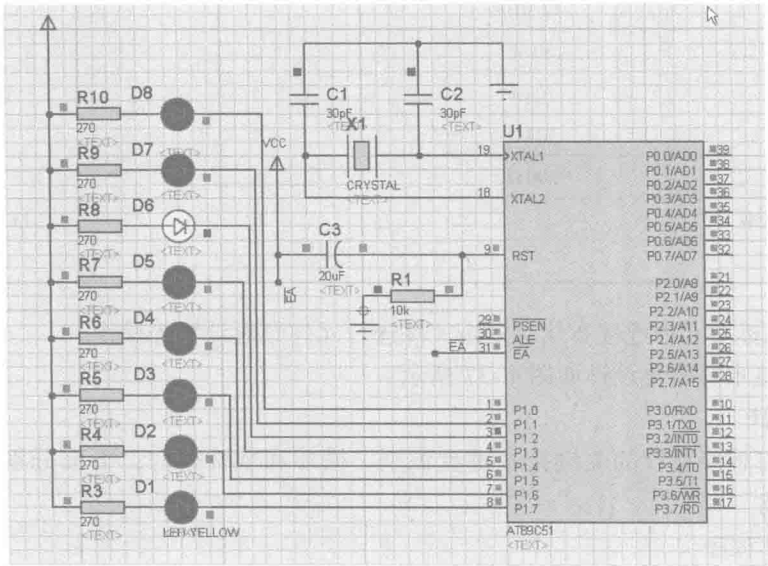 R10 D8
270
<TEXT>
<TEXT>
R9 D7
270
<TEXT>
<TEXT>
R8 D6
270
<TEXT>
<TEXT>
R7 D5
270
<TEXT>
<TEXT>
R6 D4
270
<TEXT>
<TEXT>
R5 D3
270
<TEXT>
<TEXT>
R4 D2
270
<TEXT>
<TEXT>
R3 D1
270
<TEXT>
YELLOW
C1
30pF
<TEXT>
C2
30pF
<TEXT>
X1
CRYSTAL
<TEXT>
VCC
C3
20uF
<TEXT>
EA
R1
10k
<TEXT>
EA
U1
19 XTAL1
18 XTAL2
9 RST
29 PSEN
30 ALE
31 EA
1 P1.0
2 P1.1
3 P1.2
4 P1.3
5 P1.4
6 P1.5
7 P1.6
8 P1.7
P0.0/AD0 39
P0.1/AD1 38
P0.2/AD2 37
P0.3/AD3 36
P0.4/AD4 35
P0.5/AD5 34
P0.6/AD6 33
P0.7/AD7 32
P2.0/A8 21
P2.1/A9 22
P2.2/A10 23
P2.3/A11 24
P2.4/A12 25
P2.5/A13 26
P2.6/A14 27
P2.7/A15 28
P3.0/RXD 10
P3.1/TXD 11
P3.2/INT0 12
P3.3/INT1 13
P3.4/T0 14
P3.5/T1 15
P3.6/WR 16
P3.7/RD 17
AT89C51
<TEXT>